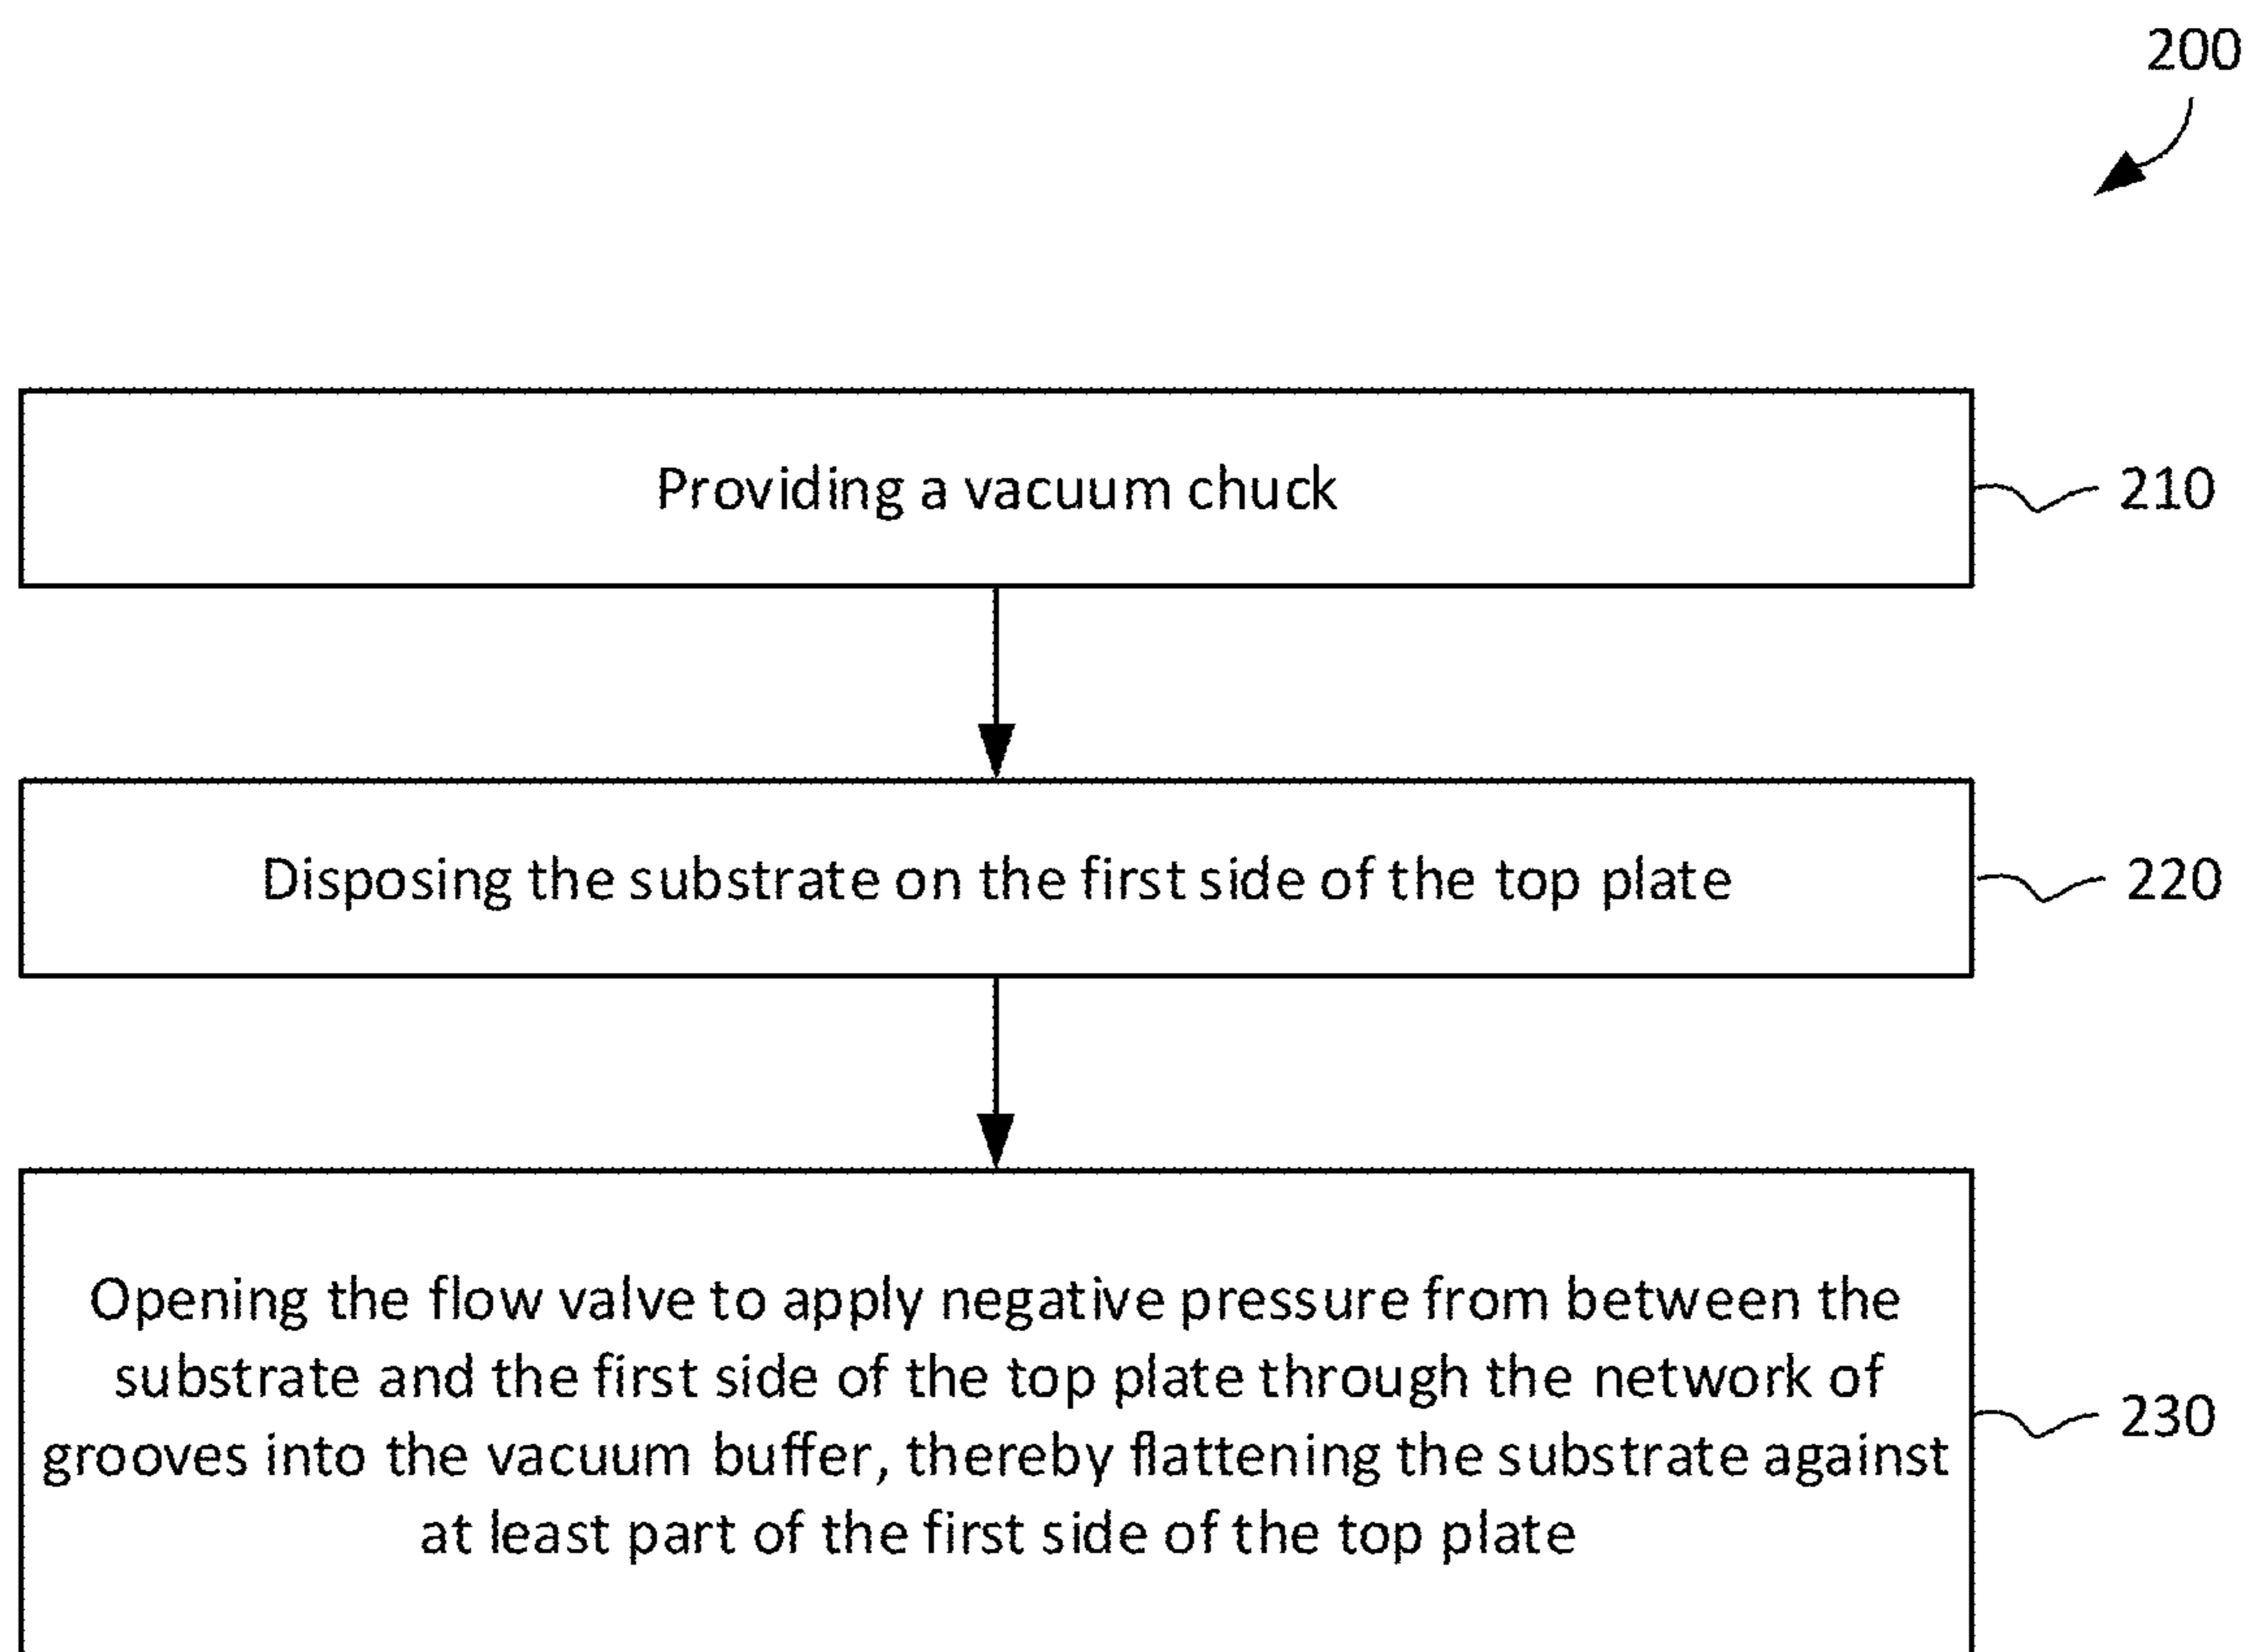 200
Providing a vacuum chuck
210
Disposing the substrate on the first side of the top plate
220
Opening the flow valve to apply negative pressure from between the
substrate and the first side of the top plate through the network of
grooves into the vacuum buffer, thereby flattening the substrate against
at least part of the first side of the top plate
230